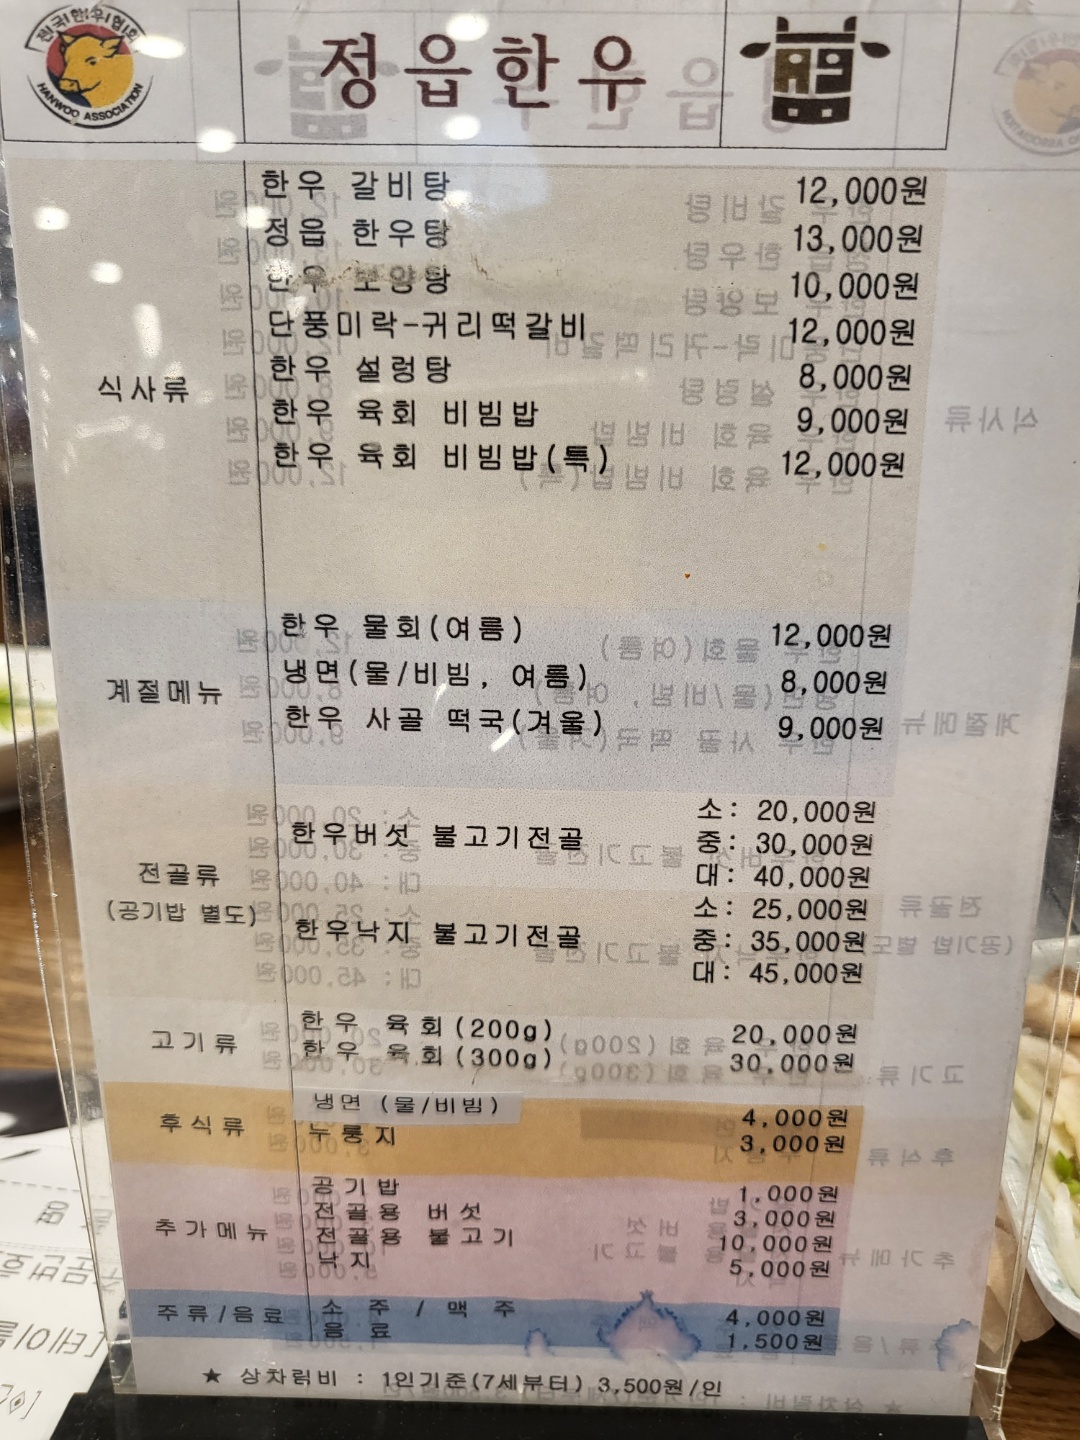 전국한우협회
HANWOO ASSOCIATION
정읍한우
식사류
한우 갈비탕 12,000원
정읍 한우탕 13,000원
한우 보양탕 10,000원
단풍미락-귀리떡갈비 12,000원
한우 설렁탕 8,000원
한우 육회 비빔밥 9,000원
한우 육회 비빔밥(특) 12,000원
계절메뉴
한우 물회(여름) 12,000원
냉면(물/비빔, 여름) 8,000원
한우 사골 떡국(겨울) 9,000원
전골류
(공기밥 별도)
한우버섯 불고기전골
소: 20,000원
중: 30,000원
대: 40,000원
한우낙지 불고기전골
소: 25,000원
중: 35,000원
대: 45,000원
고기류
한우 육회(200g) 20,000원
한우 육회(300g) 30,000원
후식류
냉면 (물/비빔) 4,000원
누룽지 3,000원
추가메뉴
공기밥 1,000원
전골용 버섯 3,000원
전골용 불고기 10,000원
낙지 5,000원
주류/음료
소 주 / 맥 주 4,000원
음료 1,500원
★ 상차림비 : 1인기준(7세부터) 3,500원/인